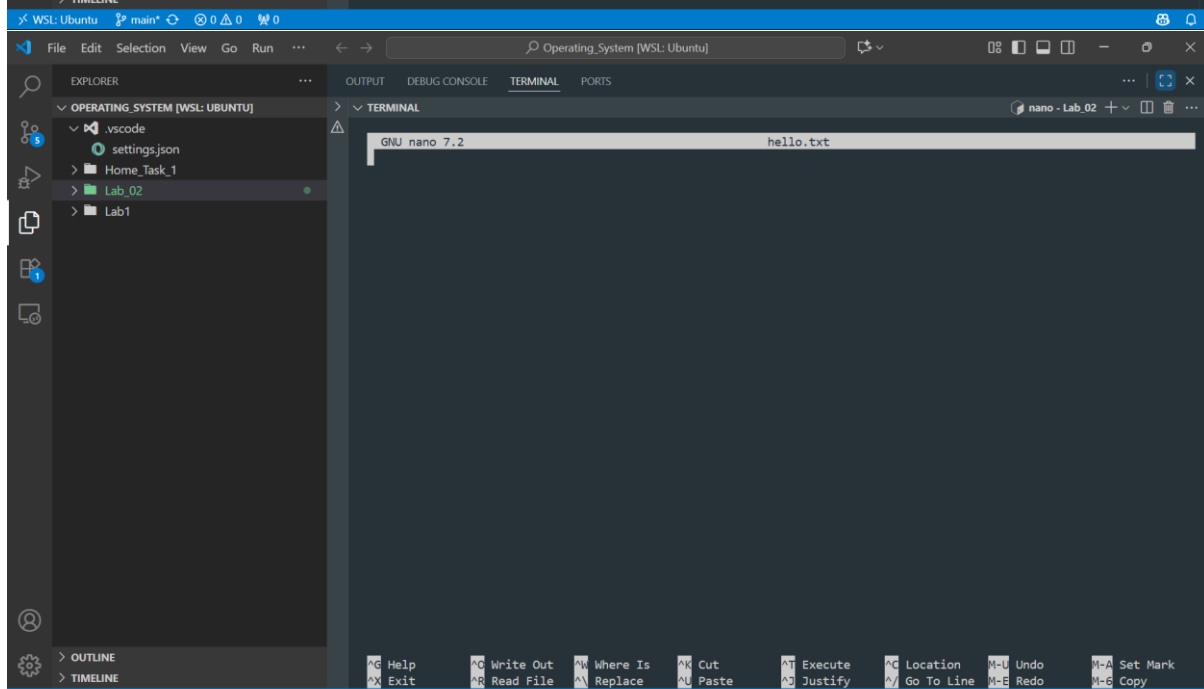 > TIMELINE
WSL: Ubuntu main* 0 0 0
File Edit Selection View Go Run ··· Operating_System [WSL: Ubuntu]
EXPLORER ··· OUTPUT DEBUG CONSOLE TERMINAL PORTS ···
OPERATING_SYSTEM [WSL: UBUNTU] TERMINAL nano - Lab_02 ···
.vscode
GNU nano 7.2 hello.txt
5
settings.json
Home_Task_1
Lab_02
Lab1
1
OUTLINE
TIMELINE
^G Help ^O Write Out ^W Where Is ^K Cut ^T Execute ^C Location M-U Undo M-A Set Mark
^X Exit ^R Read File ^\ Replace ^U Paste ^J Justify ^/ Go To Line M-E Redo M-6 Copy